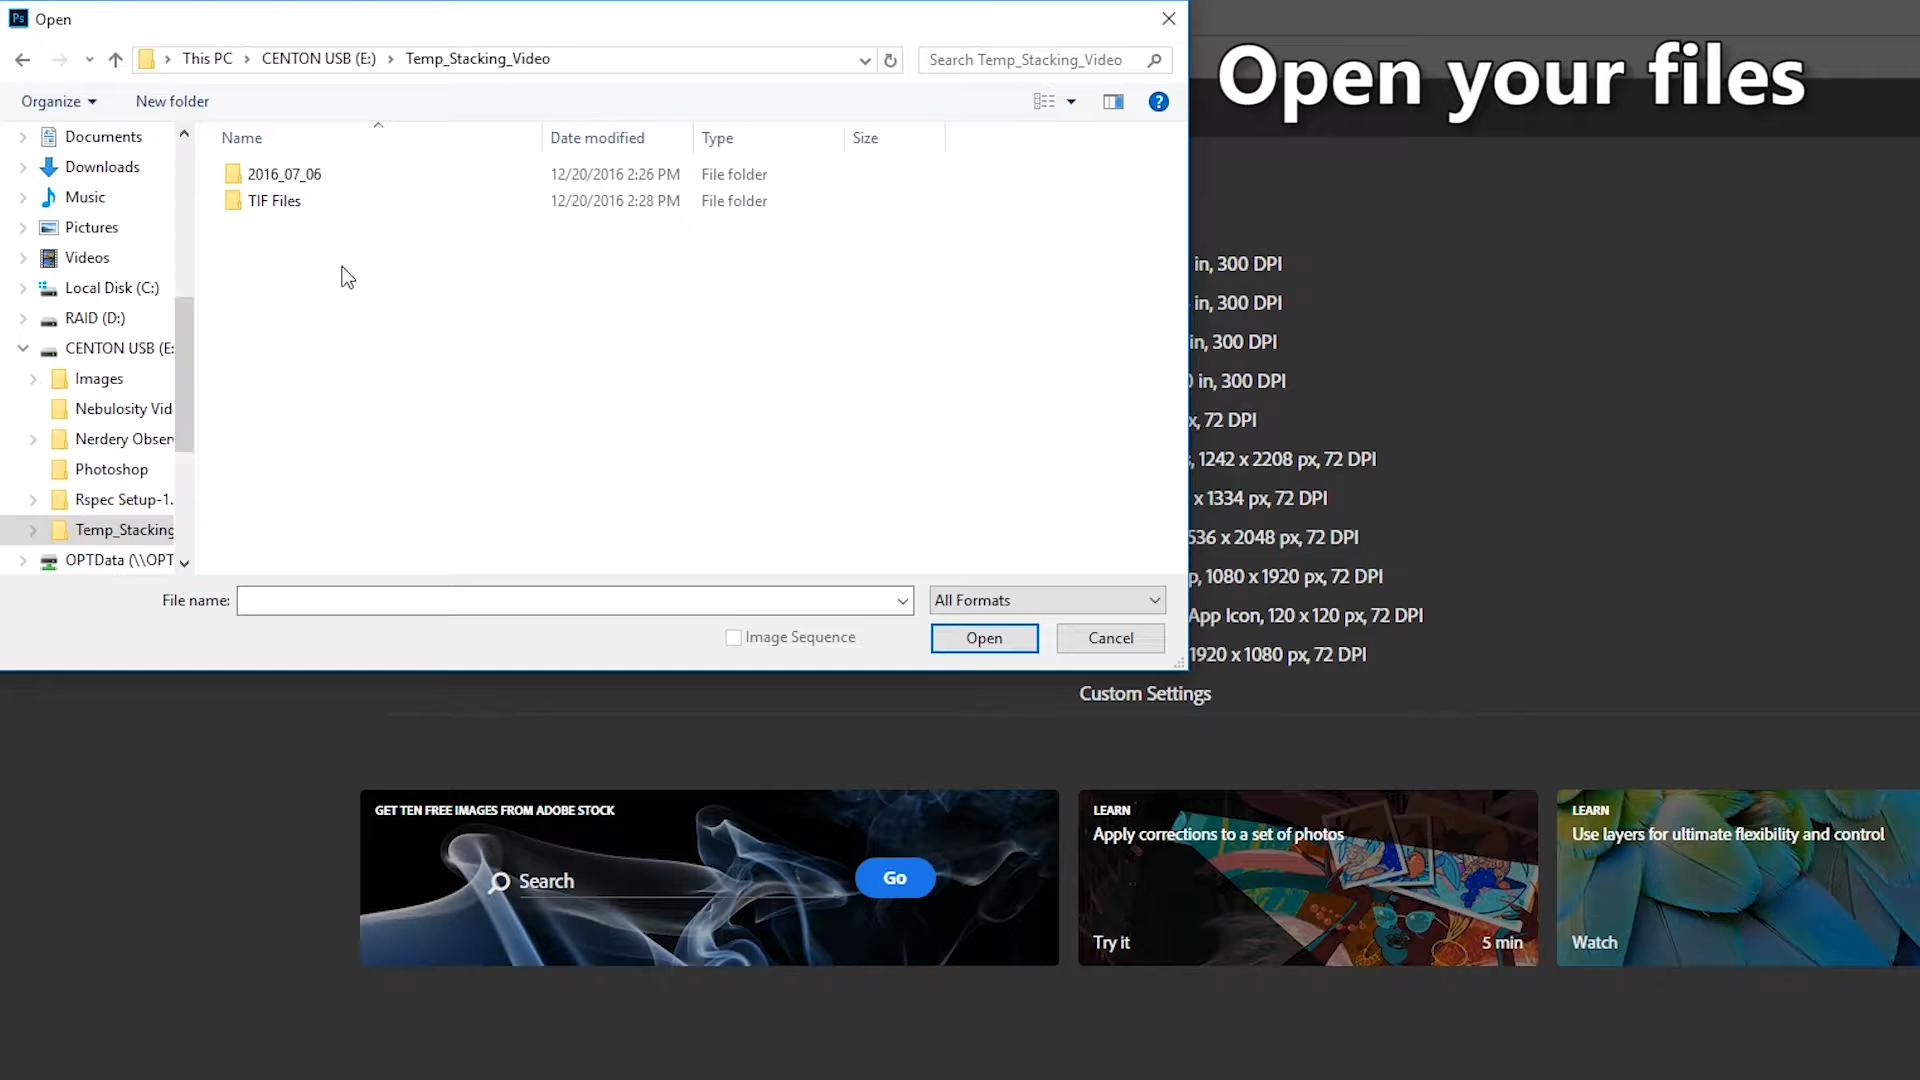 Ps Open
This PC > CENTON USB (E:) > Temp_Stacking_Video
Search Temp_Stacking_Video
Open your files
Organize
New folder
?
Name
Date modified
Type
Size
2016_07_06
12/20/2016 2:26 PM
File folder
TIF Files
12/20/2016 2:28 PM
File folder
Documents
Downloads
Music
Pictures
Videos
Local Disk (C:)
RAID (D:)
CENTON USB (E:
Images
Nebulosity Vid
Nerdery Obser
Photoshop
Rspec Setup-1.
Temp_Stacking
OPTData (\\OPT
File name:
All Formats
Image Sequence
Open
Cancel
in, 300 DPI
in, 300 DPI
in, 300 DPI
in, 300 DPI
x, 72 DPI
, 1242 x 2208 px, 72 DPI
x 1334 px, 72 DPI
536 x 2048 px, 72 DPI
p, 1080 x 1920 px, 72 DPI
App Icon, 120 x 120 px, 72 DPI
1920 x 1080 px, 72 DPI
Custom Settings
GET TEN FREE IMAGES FROM ADOBE STOCK
Search
Go
LEARN
Apply corrections to a set of photos
Try it
5 min
LEARN
Use layers for ultimate flexibility and control
Watch